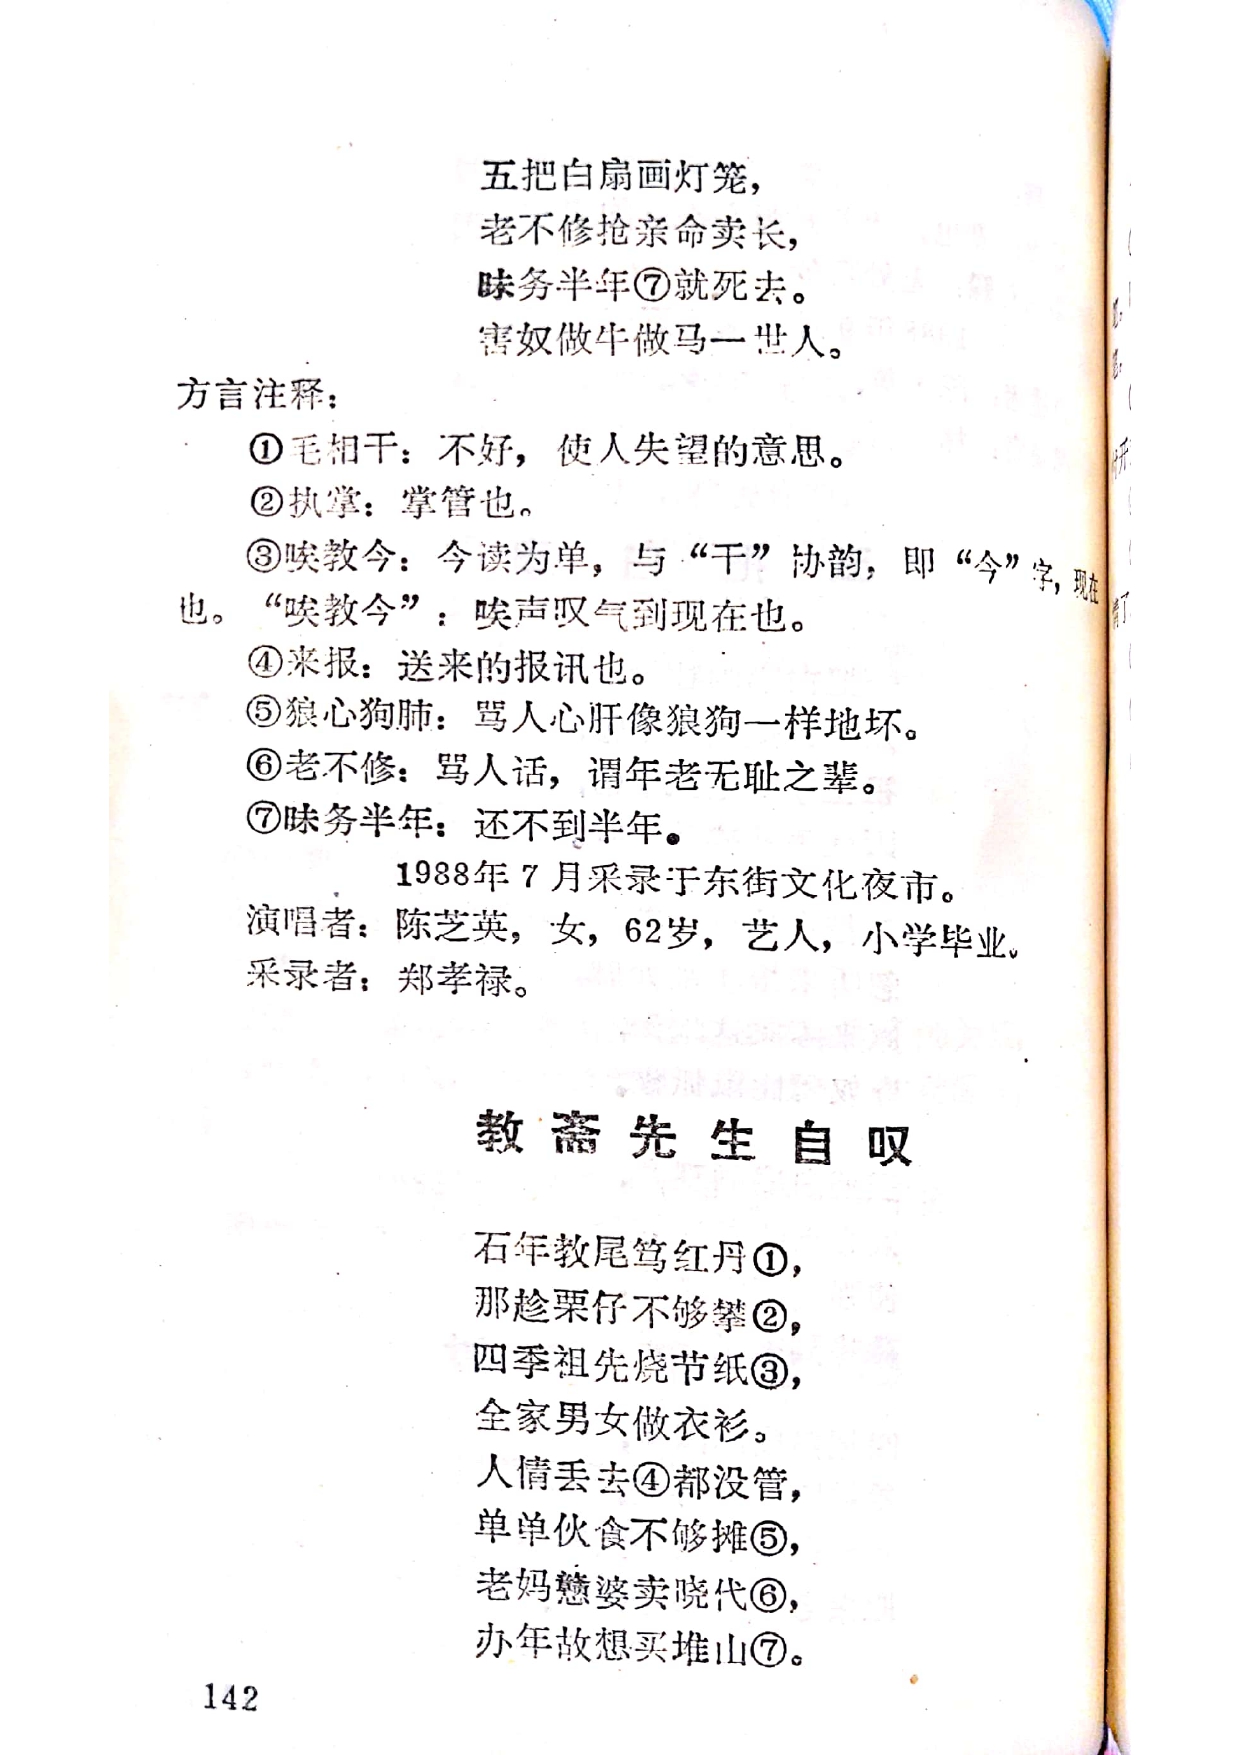 五把白扇画灯笼，
老不修抢亲命卖长，
昧务半年⑦就死去。
害奴做牛做马一世人。
方言注释：
①毛相干：不好，使人失望的意思。
②执掌：掌管也。
③唉教今：今读为单，与“干”协韵，即“今”字，现在
也。“唉教今”：唉声叹气到现在也。
④来报：送来的报讯也。
⑤狼心狗肺：骂人心肝像狼狗一样地坏。
⑥老不修：骂人话，谓年老无耻之辈。
⑦昧务半年：还不到半年。
1988年7月采录于东街文化夜市。
演唱者：陈芝英，女，62岁，艺人，小学毕业。
采录者：郑孝禄。
教斋先生自叹
石年教尾笃红丹①，
那趁粟仔不够攀②，
四季祖先烧节纸③，
全家男女做衣衫。
人情丢去④都没管，
单单伙食不够摊⑤，
老妈戆婆卖晓代⑥，
办年故想买堆山⑦。
142